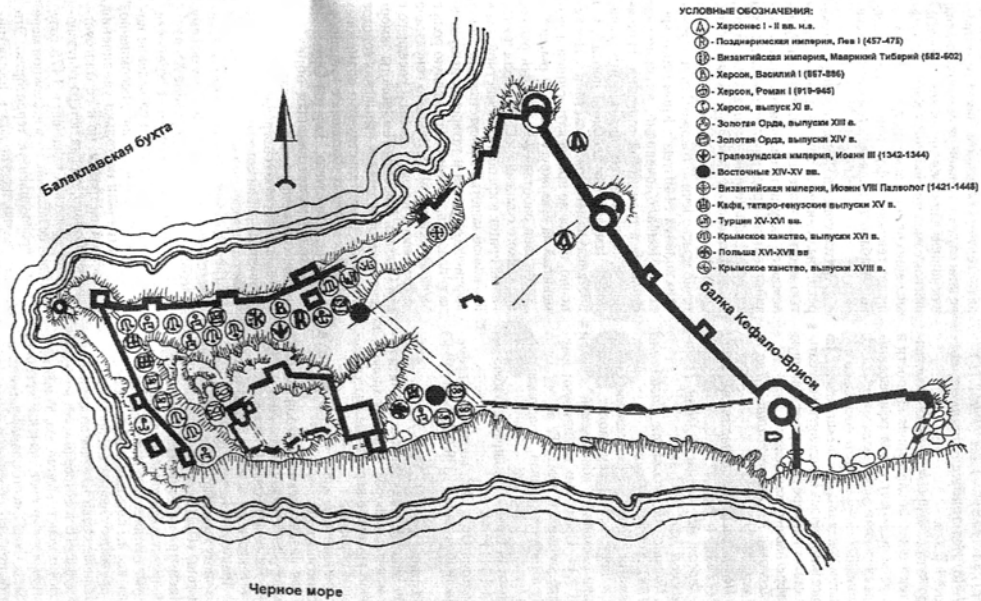 УСЛОВНЫЕ ОБОЗНАЧЕНИЯ:
- Херсонес I - II вв. н.э.
- Позднеримская империя, Лев I (457-475)
- Византийская империя, Маврикий Тиберий (582-602)
- Херсон, Василий I (867-886)
- Херсон, Роман I (919-945)
- Херсон, выпуск XI в.
- Золотая Орда, выпуски XIII в.
- Золотая Орда, выпуски XIV в.
- Трапезундская империя, Иоанн III (1342-1344)
- Восточные XIV-XV вв.
- Византийская империя, Иоанн VIII Палеолог (1421-1448)
- Кафа, татаро-генуэзские выпуски XV в.
- Турция XV-XVI вв.
- Крымское ханство, выпуски XVI в.
- Польша XVI-XVII вв
- Крымское ханство, выпуски XVIII в.
Балаклавская бухта
балка Кефало-Вриси
Черное море